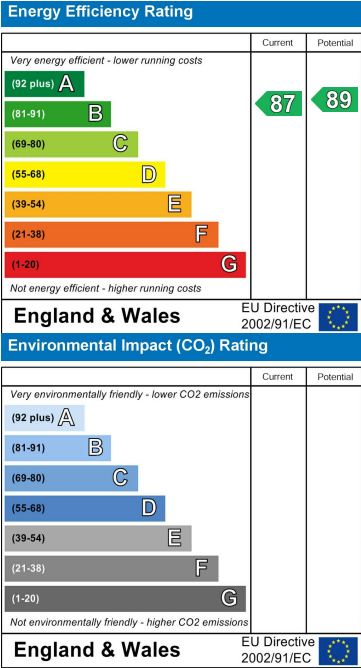 Energy Efficiency Rating
Current Potential
Very energy efficient - lower running costs
(92 plus) A
(81-91) B
87 89
(69-80) C
(55-68) D
(39-54) E
(21-38) F
(1-20) G
Not energy efficient - higher running costs
England & Wales
EU Directive
2002/91/EC
Environmental Impact (CO₂) Rating
Current Potential
Very environmentally friendly - lower CO2 emissions
(92 plus) A
(81-91) B
(69-80) C
(55-68) D
(39-54) E
(21-38) F
(1-20) G
Not environmentally friendly - higher CO2 emissions
England & Wales
EU Directive
2002/91/EC